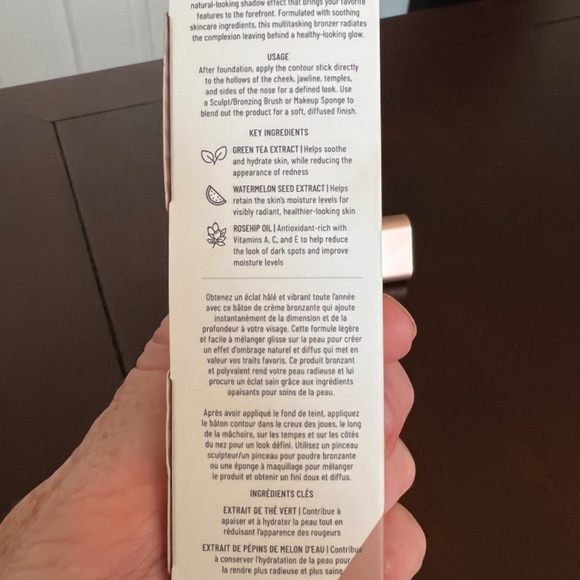 natural-looking shadow effect that brings your favorite
features to the forefront. Formulated with soothing
skincare ingredients, this multitasking bronzer radiates
the complexion leaving behind a healthy-looking glow.
USAGE
After foundation, apply the contour stick directly
to the hollows of the cheek, jawline, temples,
and sides of the nose for a defined look. Use
a Sculpt/Bronzing Brush or Makeup Sponge to
blend out the product for a soft, diffused finish.
KEY INGREDIENTS
GREEN TEA EXTRACT | Helps soothe
and hydrate skin, while reducing the
appearance of redness
WATERMELON SEED EXTRACT | Helps
retain the skin's moisture levels for
visibly radiant, healthier-looking skin
ROSEHIP OIL | Antioxidant-rich with
Vitamins A, C, and E to help reduce
the look of dark spots and improve
moisture levels
Obtenez un éclat hâlé et vibrant toute l'année
avec ce bâton de crème bronzante qui ajoute
instantanément de la dimension et de la
profondeur à votre visage. Cette formule légère
et facile à mélanger glisse sur la peau pour créer
un effet d'ombrage naturel et diffus qui met en
valeur vos traits favoris. Ce produit bronzant
et polyvalent rend votre peau radieuse et lui
procure un éclat sain grâce aux ingrédients
apaisants pour soins de la peau.
Après avoir appliqué le fond de teint, appliquez
le bâton contour dans le creux des joues, le long
de la mâchoire, sur les tempes et sur les côtés
du nez pour un look défini. Utilisez un pinceau
sculpteur/un pinceau pour poudre bronzante
ou une éponge à maquillage pour mélanger
le produit et obtenir un fini doux et diffus.
INGRÉDIENTS CLÉS
EXTRAIT DE THÉ VERT | Contribue à
apaiser et à hydrater la peau tout en
réduisant l'apparence des rougeurs
EXTRAIT DE PÉPINS DE MELON D'EAU | Contribue
à conserver l'hydratation de la peau pour
la rendre plus radieuse et plus saine